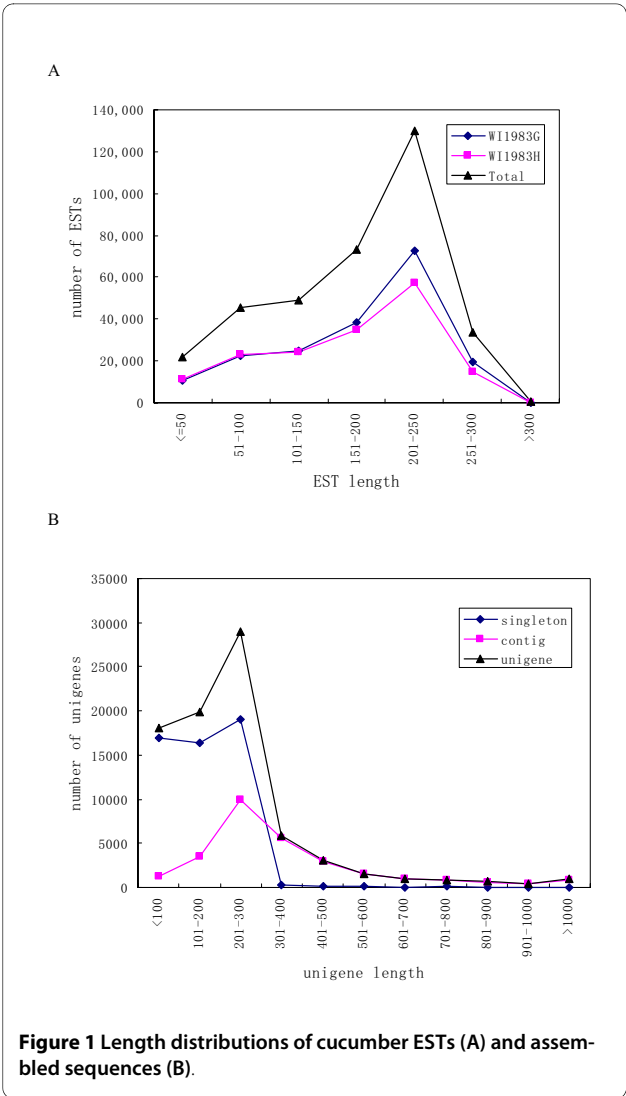 A
140,000
120,000
100,000
80,000
60,000
40,000
20,000
0
number of ESTs
WI1983G
WI1983H
Total
<=50
51-100
101-150
151-200
201-250
251-300
>300
EST length
B
35000
30000
25000
20000
15000
10000
5000
0
number of unigenes
singleton
contig
unigene
<100
101-200
201-300
301-400
401-500
501-600
601-700
701-800
801-900
901-1000
>1000
unigene length
Figure 1 Length distributions of cucumber ESTs (A) and assem-
bled sequences (B).